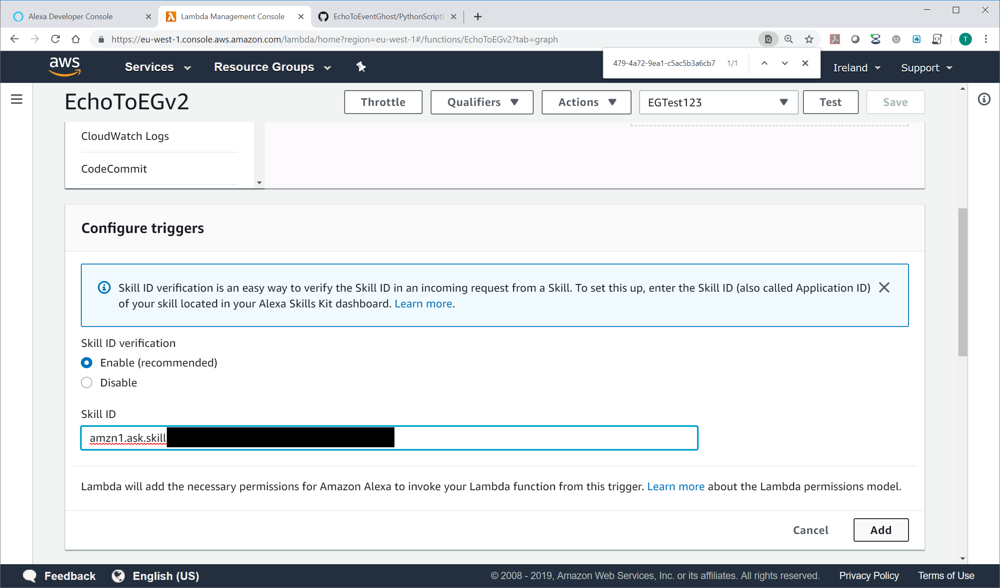 Alexa Developer Console
Lambda Management Console
EchoToEventGhost/PythonScriptE
https://eu-west-1.console.aws.amazon.com/lambda/home?region=eu-west-1#/functions/EchoToEGv2?tab=graph
T
aws
Services
Resource Groups
479-4a72-9ea1-c5ac5b3a6cb7 1/1
Ireland
Support
EchoToEGv2
Throttle
Qualifiers
Actions
EGTest123
Test
Save
CloudWatch Logs
CodeCommit
Configure triggers
Skill ID verification is an easy way to verify the Skill ID in an incoming request from a Skill. To set this up, enter the Skill ID (also called Application ID)
of your skill located in your Alexa Skills Kit dashboard. Learn more.
Skill ID verification
Enable (recommended)
Disable
Skill ID
amzn1.ask.skill
Lambda will add the necessary permissions for Amazon Alexa to invoke your Lambda function from this trigger. Learn more about the Lambda permissions model.
Cancel
Add
Feedback
English (US)
© 2008 - 2019, Amazon Web Services, Inc. or its affiliates. All rights reserved.
Privacy Policy
Terms of Use